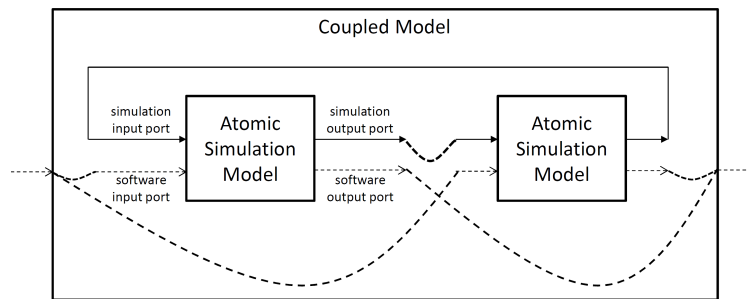 Coupled Model
simulation
input port
Atomic
Simulation
Model
simulation
output port
Atomic
Simulation
Model
software
input port
software
output port